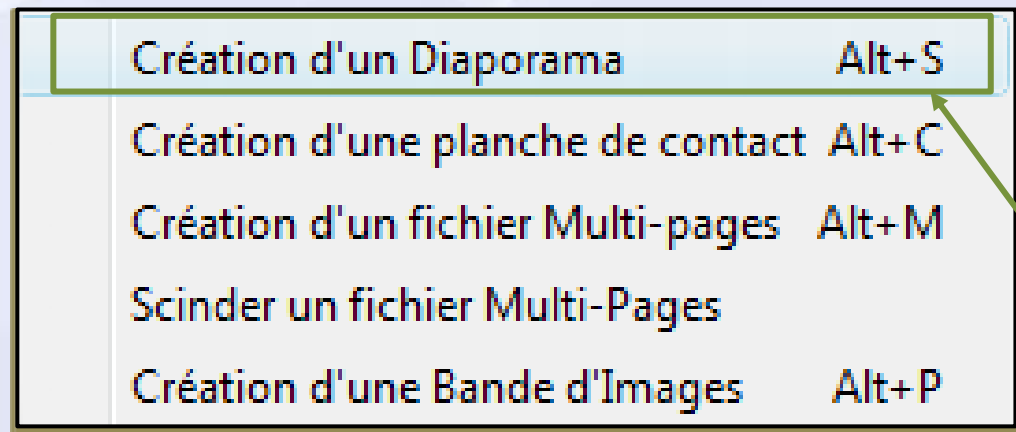 Création d'un Diaporama Alt+S
Création d'une planche de contact Alt+C
Création d'un fichier Multi-pages Alt+M
Scinder un fichier Multi-Pages
Création d'une Bande d'Images Alt+P